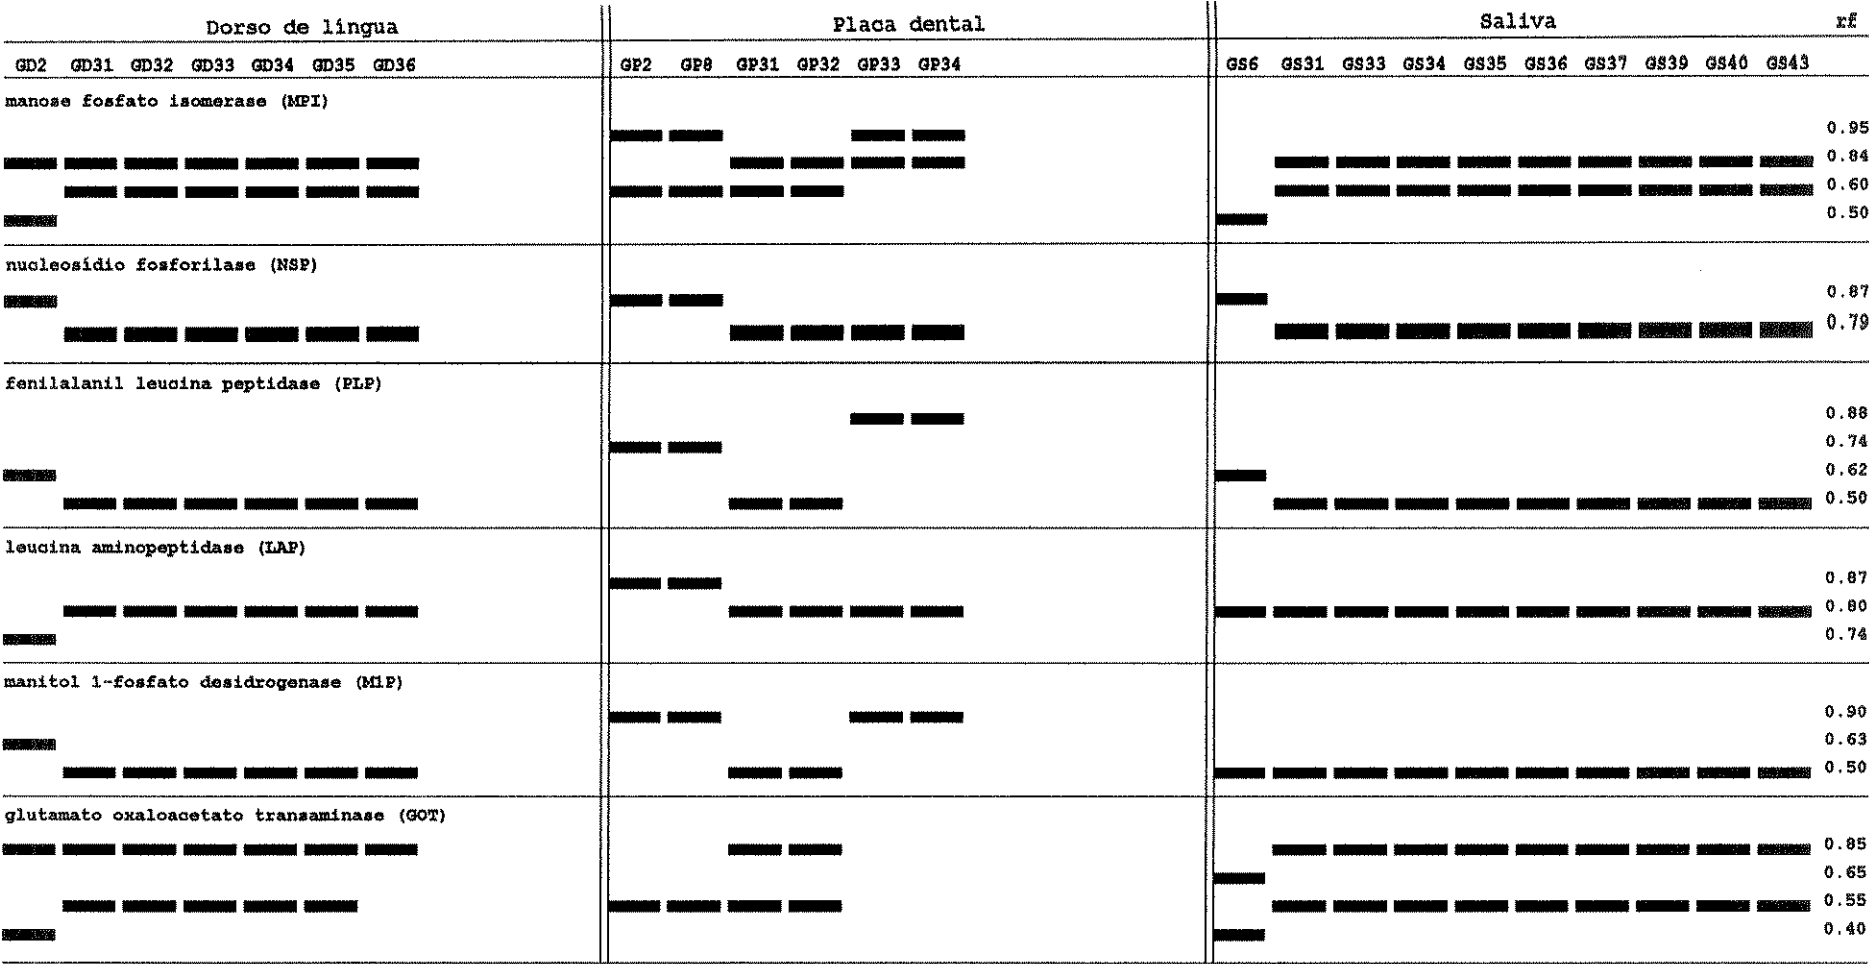 Dorso de língua Placa dental Saliva rf
GD2 GD31 GD32 GD33 GD34 GD35 GD36 GP2 GP8 GP31 GP32 GP33 GP34 GS6 GS31 GS33 GS34 GS35 GS36 GS37 GS39 GS40 GS43
manose fosfato isomerase (MPI)
0.95
0.84
0.60
0.50
nucleosídio fosforilase (NSP)
0.87
0.79
fenilalanil leucina peptidase (PLP)
0.88
0.74
0.62
0.50
leucina aminopeptidase (LAP)
0.87
0.80
0.74
manitol 1-fosfato desidrogenase (M1P)
0.90
0.63
0.50
glutamato oxaloacetato transaminase (GOT)
0.85
0.65
0.55
0.40